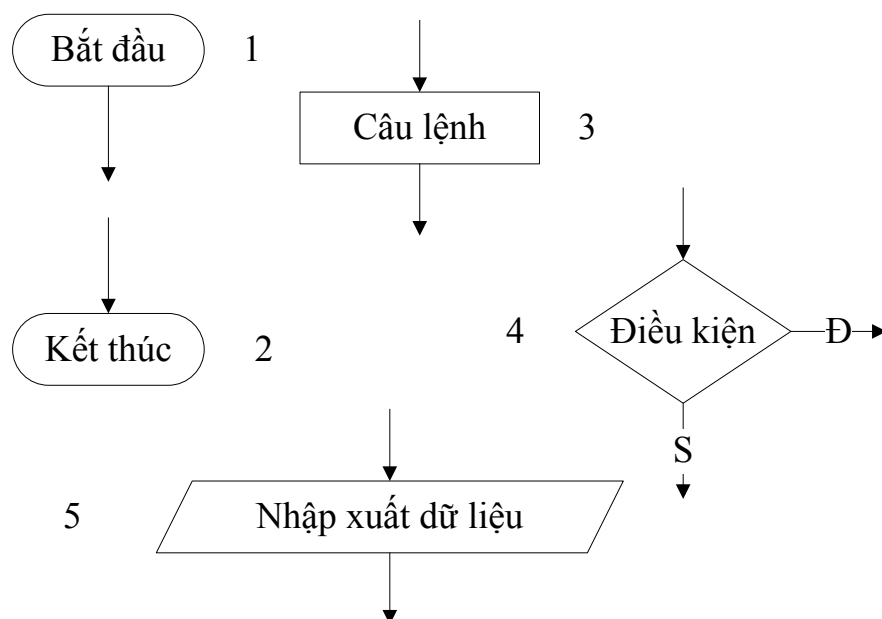 Bắt đầu 1
Câu lệnh 3
Kết thúc 2
4 Điều kiện Đ
S
5 Nhập xuất dữ liệu